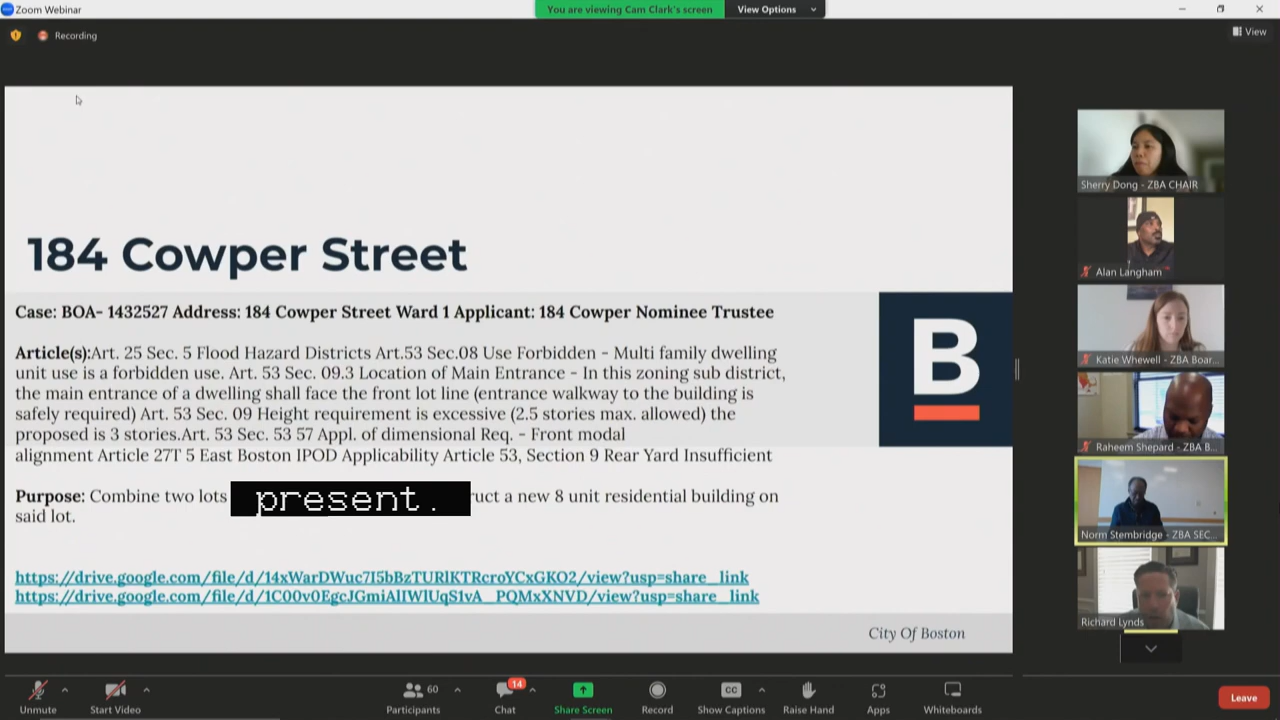 Zoom Webinar
You are viewing Cam Clark's screen
View Options
Recording
View
184 Cowper Street
Case: BOA- 1432527 Address: 184 Cowper Street Ward 1 Applicant: 184 Cowper Nominee Trustee
Article(s):Art. 25 Sec. 5 Flood Hazard Districts Art.53 Sec.08 Use Forbidden - Multi family dwelling
unit use is a forbidden use. Art. 53 Sec. 09.3 Location of Main Entrance - In this zoning sub district,
the main entrance of a dwelling shall face the front lot line (entrance walkway to the building is
safely required) Art. 53 Sec. 09 Height requirement is excessive (2.5 stories max. allowed) the
proposed is 3 stories.Art. 53 Sec. 53 57 Appl. of dimensional Req. - Front modal
alignment Article 27T 5 East Boston IPOD Applicability Article 53, Section 9 Rear Yard Insufficient
Purpose: Combine two lots present. ruct a new 8 unit residential building on
said lot.
https://drive.google.com/file/d/14xWarDWuc7I5bBzTURlKTRcroYCxGKO2/view?usp=share_link
https://drive.google.com/file/d/1C00v0EgcJGmiAlIWlUqS1vA_PQMxXNVD/view?usp=share_link
B
City Of Boston
Sherry Dong - ZBA CHAIR
Alan Langham
Katie Whewell - ZBA Boar...
Raheem Shepard - ZBA B...
Norm Stembridge - ZBA SEC...
Richard Lynds
Unmute
Start Video
60
Participants
14
Chat
Share Screen
Record
CC
Show Captions
Raise Hand
Apps
Whiteboards
Leave